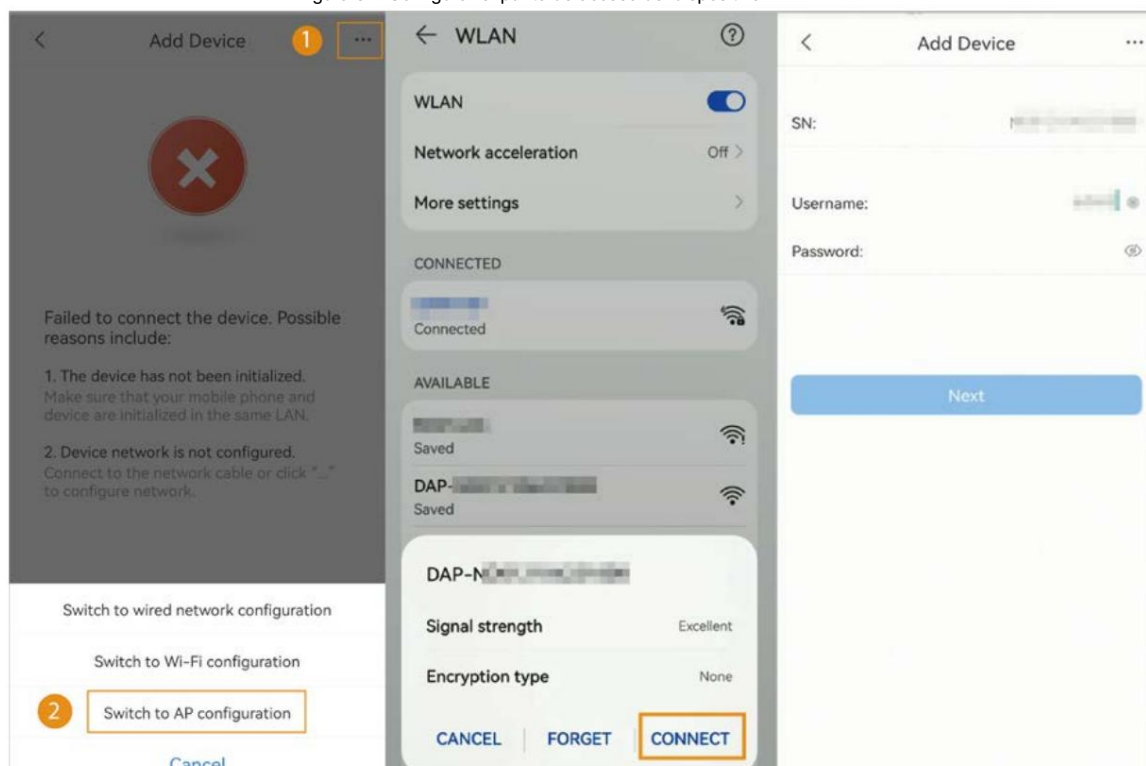 Add Device
1
...
Failed to connect the device. Possible
reasons include:
1. The device has not been initialized.
Make sure that your mobile phone and
device are initialized in the same LAN.
2. Device network is not configured.
Connect to the network cable or click "..."
to configure network.
Switch to wired network configuration
Switch to Wi-Fi configuration
2
Switch to AP configuration
Cancel
WLAN
WLAN
Network acceleration Off
More settings
CONNECTED
Connected
AVAILABLE
Saved
DAP-
Saved
DAP-N
Signal strength Excellent
Encryption type None
CANCEL FORGET CONNECT
Add Device ...
SN:
Username:
Password:
Next